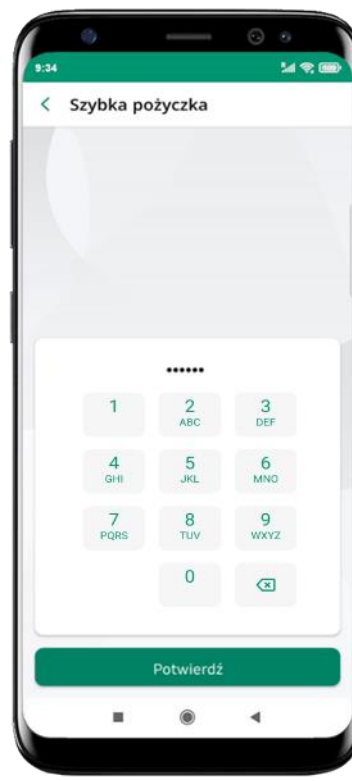 9:34
Szybka pożyczka
••••••
1
2
3
ABC
DEF
4
5
6
GHI
JKL
MNO
7
8
9
PQRS
TUV
WXYZ
0
Potwierdź